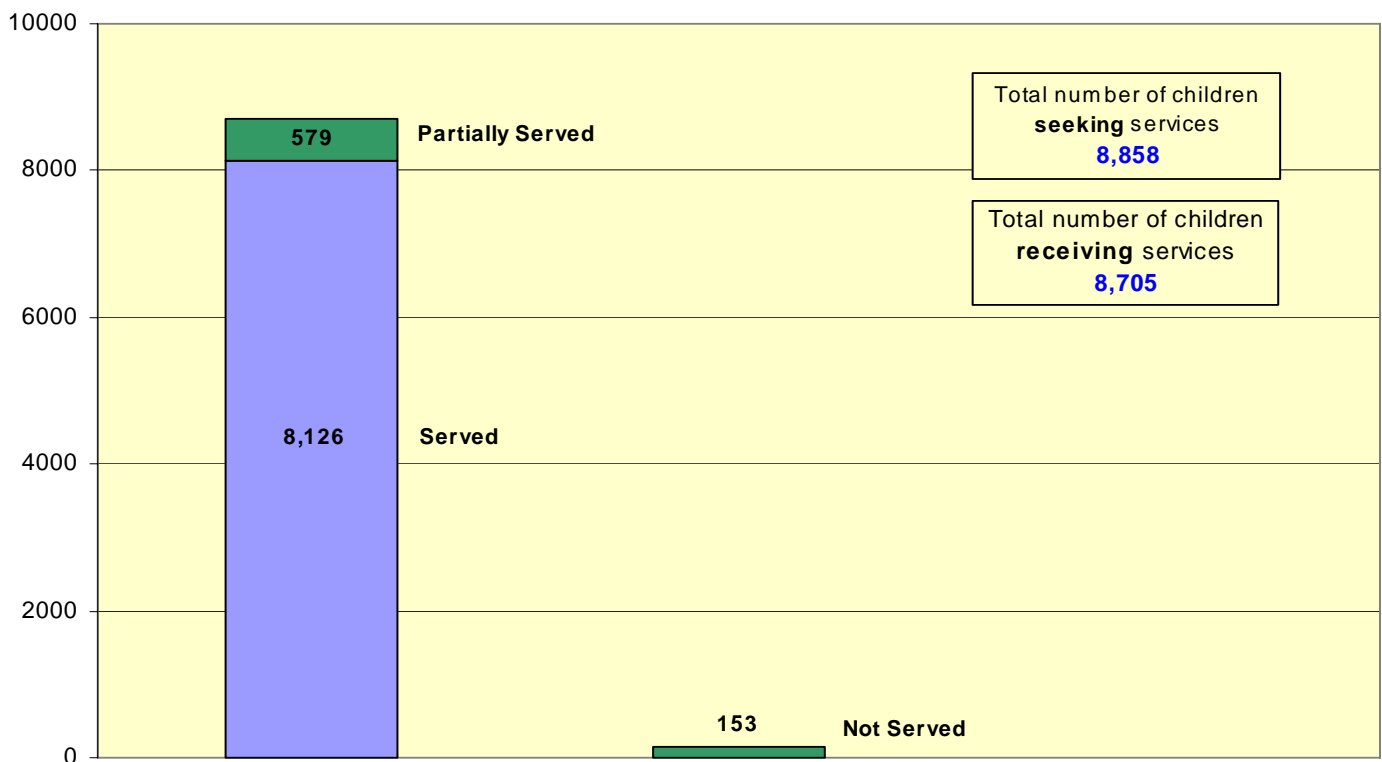 10000
Total number of children
seeking services
8,858
579
Partially Served
8000
Total number of children
receiving services
8,705
6000
8,126
Served
4000
2000
153
Not Served
0